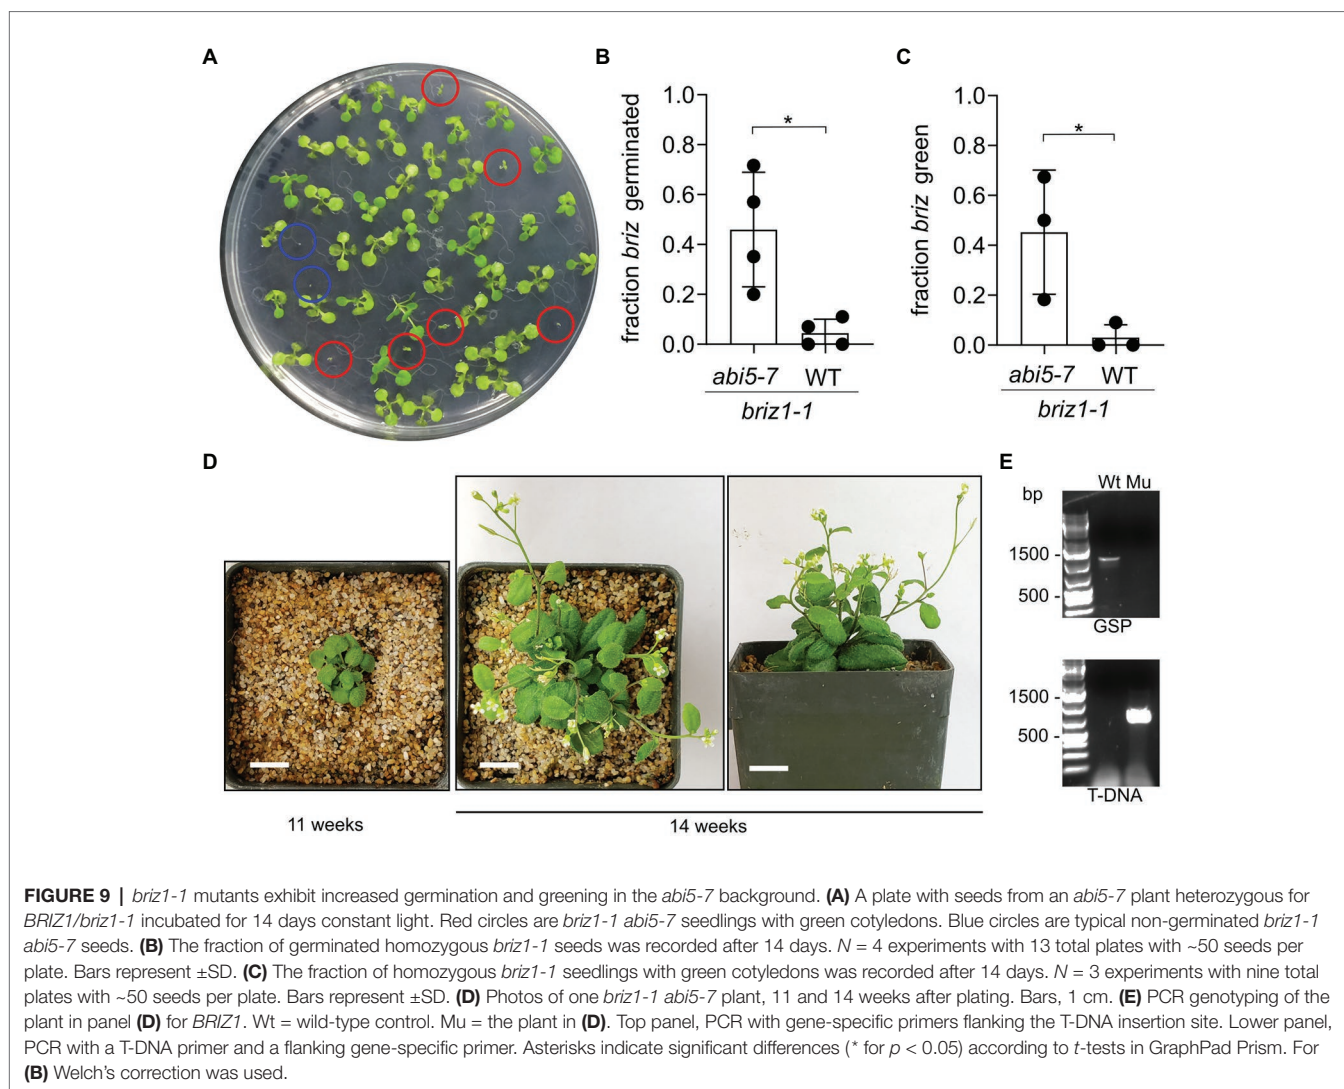 A
B
C
fraction briz germinated
1.0
0.8
0.6
0.4
0.2
0.0
*
abi5-7 WT
briz1-1
fraction briz green
1.0
0.8
0.6
0.4
0.2
0.0
*
abi5-7 WT
briz1-1
D
E
11 weeks
14 weeks
Wt Mu
bp
1500 -
500 -
GSP
1500 -
500 -
T-DNA
FIGURE 9 | briz1-1 mutants exhibit increased germination and greening in the abi5-7 background. (A) A plate with seeds from an abi5-7 plant heterozygous for
BRIZ1/briz1-1 incubated for 14 days constant light. Red circles are briz1-1 abi5-7 seedlings with green cotyledons. Blue circles are typical non-germinated briz1-1
abi5-7 seeds. (B) The fraction of germinated homozygous briz1-1 seeds was recorded after 14 days. N = 4 experiments with 13 total plates with ~50 seeds per
plate. Bars represent ±SD. (C) The fraction of homozygous briz1-1 seedlings with green cotyledons was recorded after 14 days. N = 3 experiments with nine total
plates with ~50 seeds per plate. Bars represent ±SD. (D) Photos of one briz1-1 abi5-7 plant, 11 and 14 weeks after plating. Bars, 1 cm. (E) PCR genotyping of the
plant in panel (D) for BRIZ1. Wt = wild-type control. Mu = the plant in (D). Top panel, PCR with gene-specific primers flanking the T-DNA insertion site. Lower panel,
PCR with a T-DNA primer and a flanking gene-specific primer. Asterisks indicate significant differences (* for p < 0.05) according to t-tests in GraphPad Prism. For
(B) Welch's correction was used.